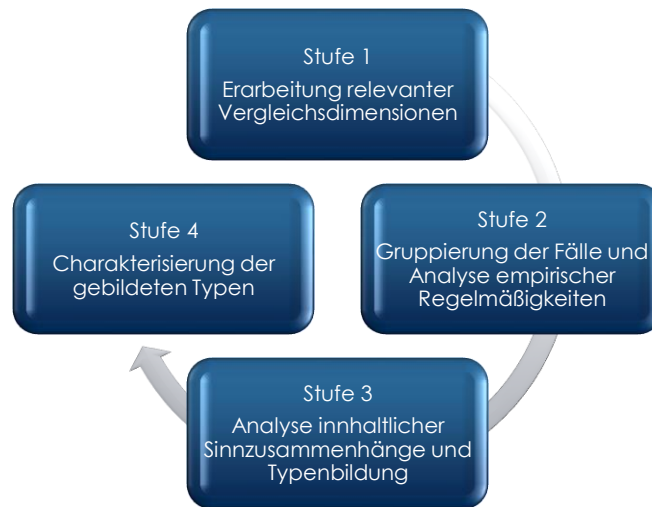 Stufe 1
Erarbeitung relevanter
Vergleichsdimensionen
Stufe 2
Gruppierung der Fälle und
Analyse empirischer
Regelmäßigkeiten
Stufe 3
Analyse innhaltlicher
Sinnzusammenhänge und
Typenbildung
Stufe 4
Charakterisierung der
gebildeten Typen